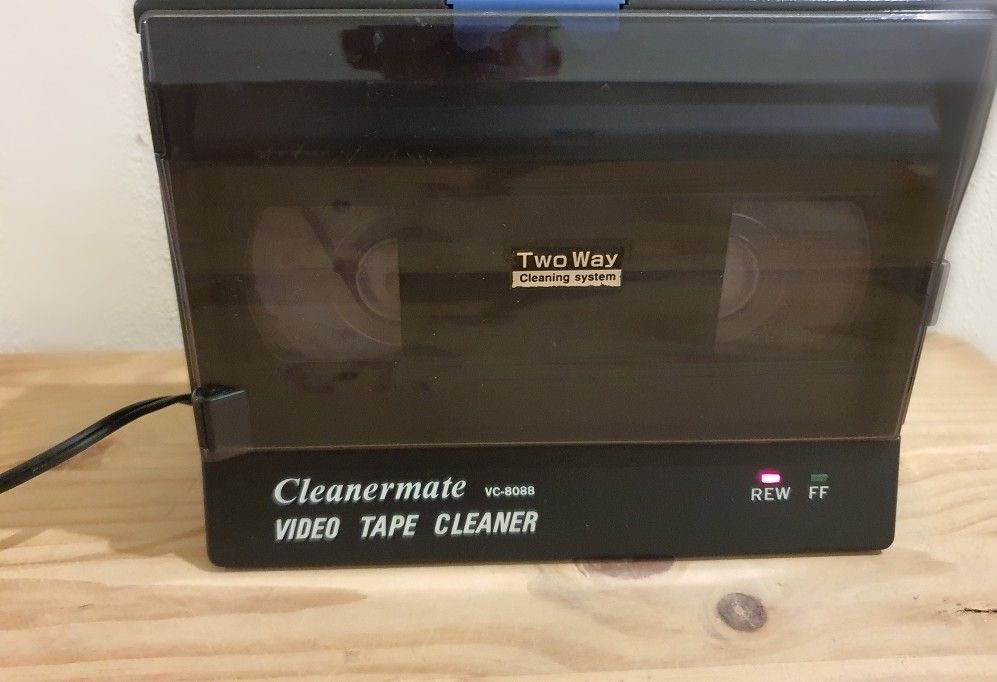 Two Way
Cleaning system
Cleanermate VC-8088
VIDEO TAPE CLEANER
REW FF